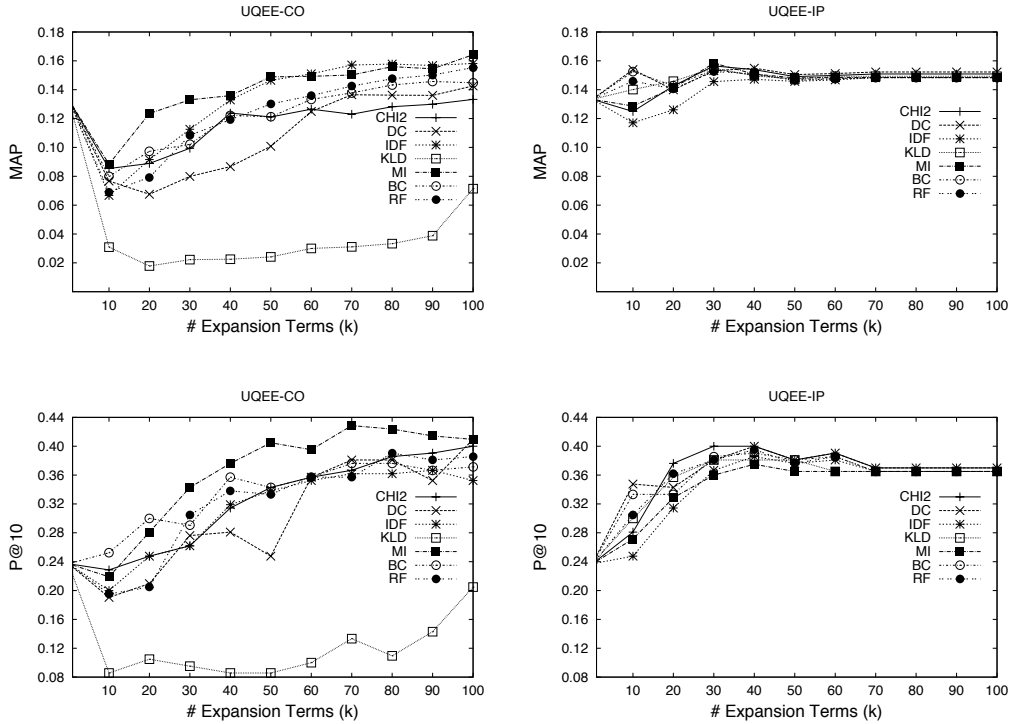 UQEE-CO
MAP
0.18
0.16
0.14
0.12
0.10
0.08
0.06
0.04
0.02
CHI2
DC
IDF
KLD
MI
BC
RF
10 20 30 40 50 60 70 80 90 100
# Expansion Terms (k)
UQEE-IP
MAP
0.18
0.16
0.14
0.12
0.10
0.08
0.06
0.04
0.02
CHI2
DC
IDF
KLD
MI
BC
RF
10 20 30 40 50 60 70 80 90 100
# Expansion Terms (k)
UQEE-CO
P@10
0.44
0.40
0.36
0.32
0.28
0.24
0.20
0.16
0.12
0.08
CHI2
DC
IDF
KLD
MI
BC
RF
10 20 30 40 50 60 70 80 90 100
# Expansion Terms (k)
UQEE-IP
P@10
0.44
0.40
0.36
0.32
0.28
0.24
0.20
0.16
0.12
0.08
CHI2
DC
IDF
KLD
MI
BC
RF
10 20 30 40 50 60 70 80 90 100
# Expansion Terms (k)